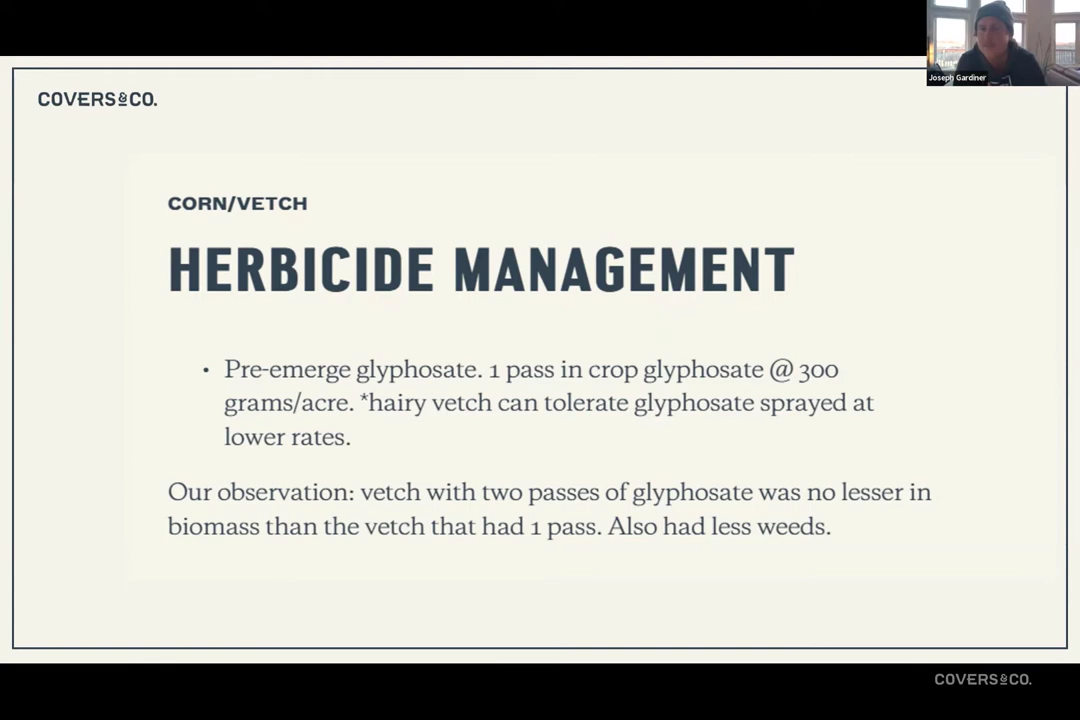 Joseph Gardiner
COVERS&CO.
CORN/VETCH
HERBICIDE MANAGEMENT
• Pre-emerge glyphosate. 1 pass in crop glyphosate @ 300
grams/acre. *hairy vetch can tolerate glyphosate sprayed at
lower rates.
Our observation: vetch with two passes of glyphosate was no lesser in
biomass than the vetch that had 1 pass. Also had less weeds.
COVERS&CO.